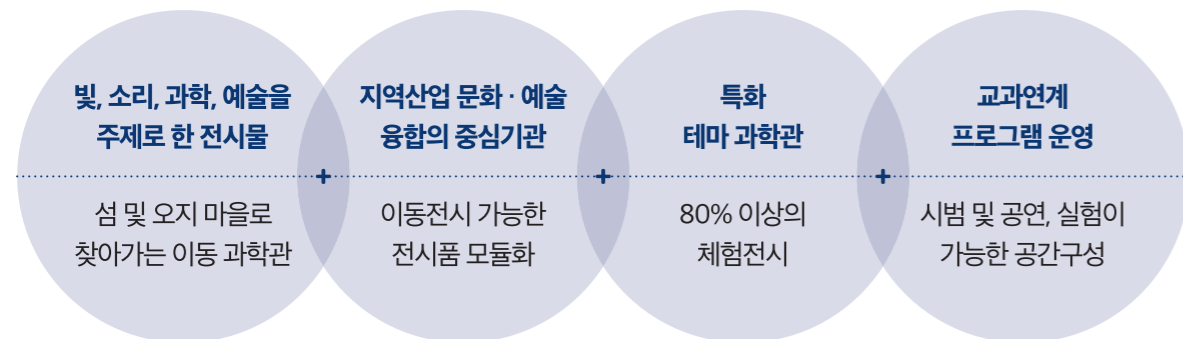 빛, 소리, 과학, 예술을
주제로 한 전시물
섬 및 오지 마을로
찾아가는 이동 과학관
+
지역산업 문화 · 예술
융합의 중심기관
이동전시 가능한
전시품 모듈화
+
특화
테마 과학관
80% 이상의
체험전시
+
교과연계
프로그램 운영
시범 및 공연, 실험이
가능한 공간구성